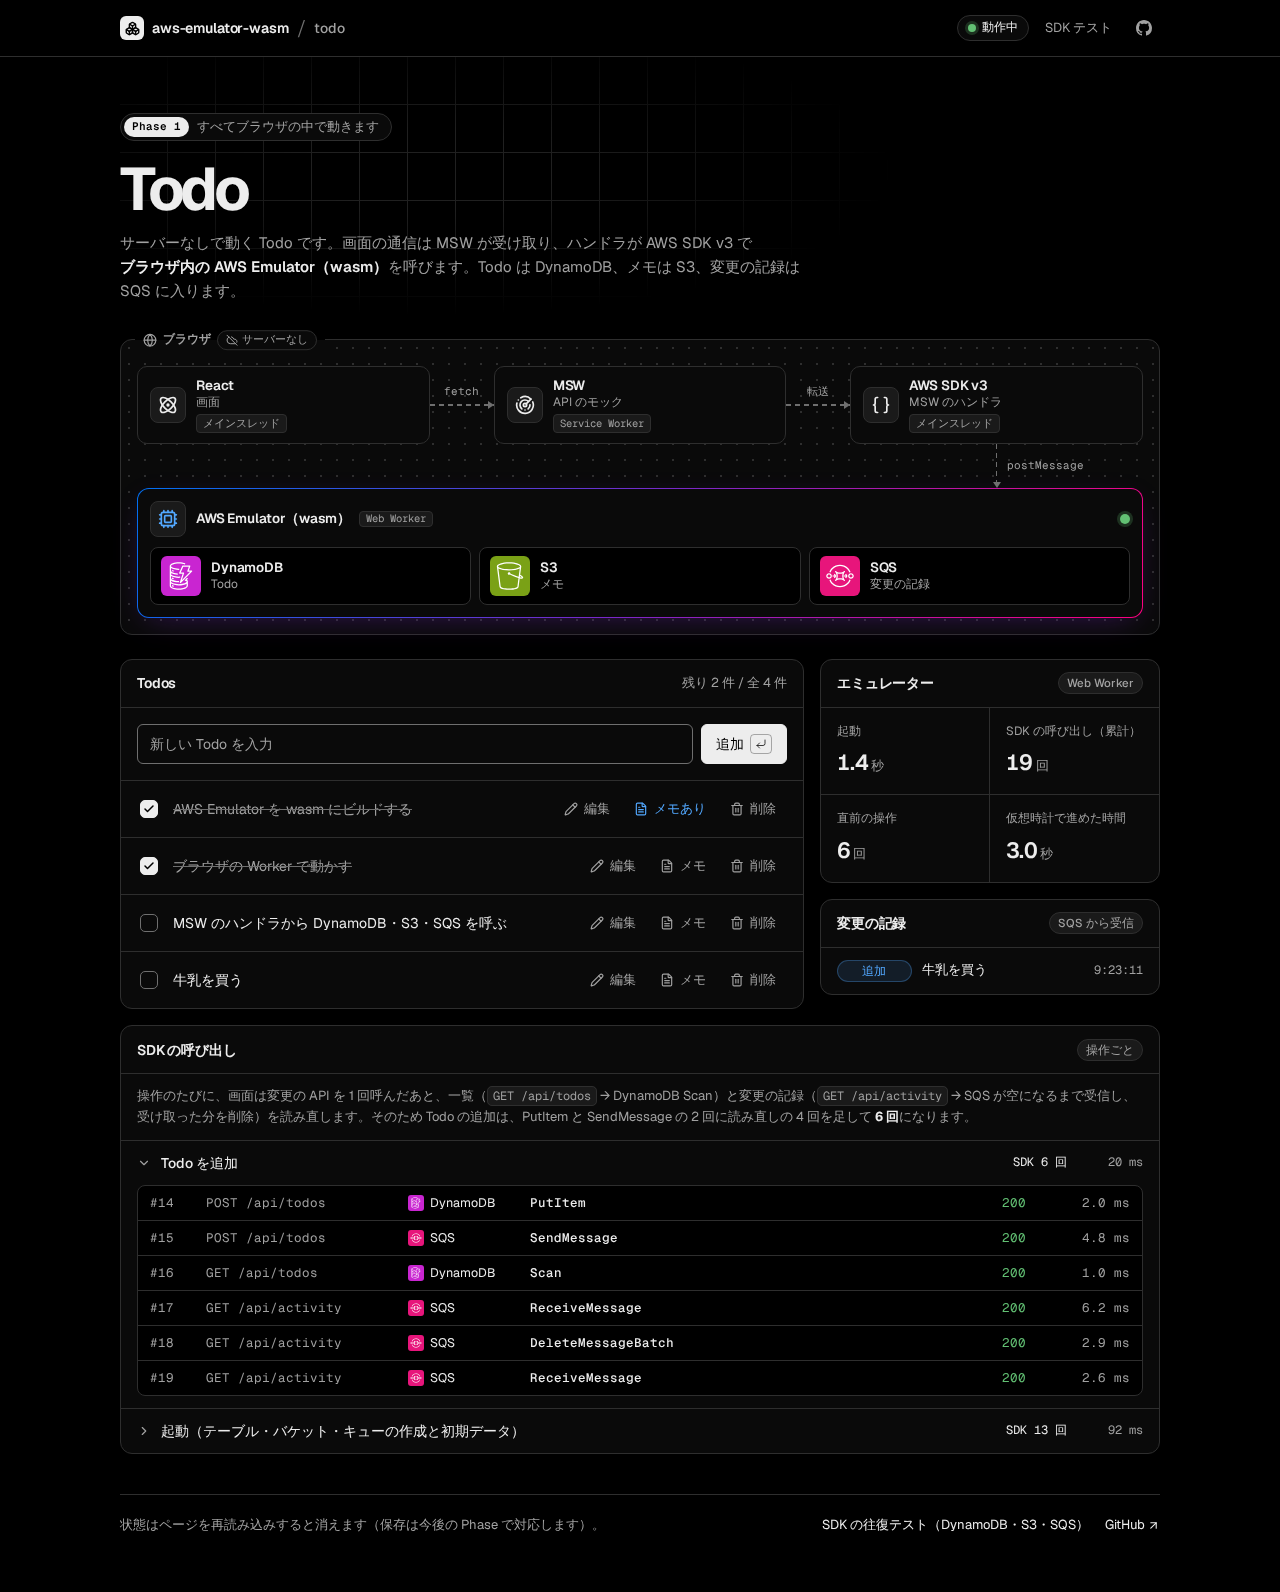 aws-emulator-wasm / todo
動作中
SDK テスト
Phase 1 すべてブラウザの中で動きます
Todo
サーバーなしで動く Todo です。画面の通信は MSW が受け取り、ハンドラが AWS SDK v3 で
ブラウザ内の AWS Emulator（wasm）を呼びます。Todo は DynamoDB、メモは S3、変更の記録は
SQS に入ります。
ブラウザ サーバーなし
React
画面
メインスレッド
fetch
MSW
API のモック
Service Worker
転送
AWS SDK v3
MSW のハンドラ
メインスレッド
postMessage
AWS Emulator（wasm） Web Worker
DynamoDB
Todo
S3
メモ
SQS
変更の記録
Todos 残り 2 件 / 全 4 件
新しい Todo を入力 追加
AWS Emulator を wasm にビルドする 編集 メモあり 削除
ブラウザの Worker で動かす 編集 メモ 削除
MSW のハンドラから DynamoDB・S3・SQS を呼ぶ 編集 メモ 削除
牛乳を買う 編集 メモ 削除
エミュレーター Web Worker
起動
1.4 秒
SDK の呼び出し（累計）
19 回
直前の操作
6 回
仮想時計で進めた時間
3.0 秒
変更の記録 SQS から受信
追加 牛乳を買う 9:23:11
SDK の呼び出し 操作ごと
操作のたびに、画面は変更の API を 1 回呼んだあと、一覧（GET /api/todos → DynamoDB Scan）と変更の記録（GET /api/activity → SQS が空になるまで受信し、
受け取った分を削除）を読み直します。そのため Todo の追加は、PutItem と SendMessage の 2 回に読み直しの 4 回を足して 6 回になります。
Todo を追加 SDK 6 回 20 ms
#14 POST /api/todos DynamoDB PutItem 200 2.0 ms
#15 POST /api/todos SQS SendMessage 200 4.8 ms
#16 GET /api/todos DynamoDB Scan 200 1.0 ms
#17 GET /api/activity SQS ReceiveMessage 200 6.2 ms
#18 GET /api/activity SQS DeleteMessageBatch 200 2.9 ms
#19 GET /api/activity SQS ReceiveMessage 200 2.6 ms
起動（テーブル・バケット・キューの作成と初期データ） SDK 13 回 92 ms
状態はページを再読み込みすると消えます（保存は今後の Phase で対応します）。
SDK の往復テスト（DynamoDB・S3・SQS） GitHub